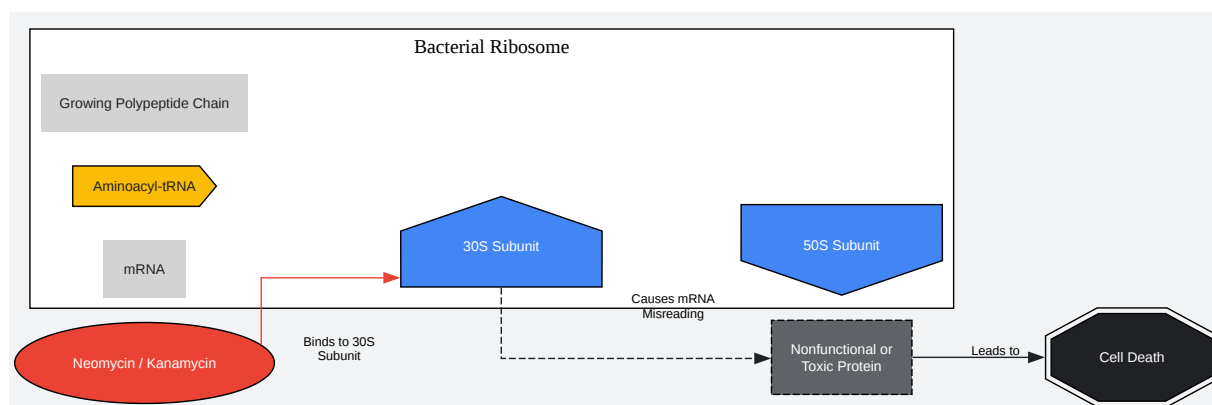 Bacterial Ribosome
Growing Polypeptide Chain
Aminoacyl-tRNA
30S Subunit
50S Subunit
mRNA
Causes mRNA
Misreading
Binds to 30S
Subunit
Neomycin / Kanamycin
Nonfunctional or
Toxic Protein
Leads to
Cell Death